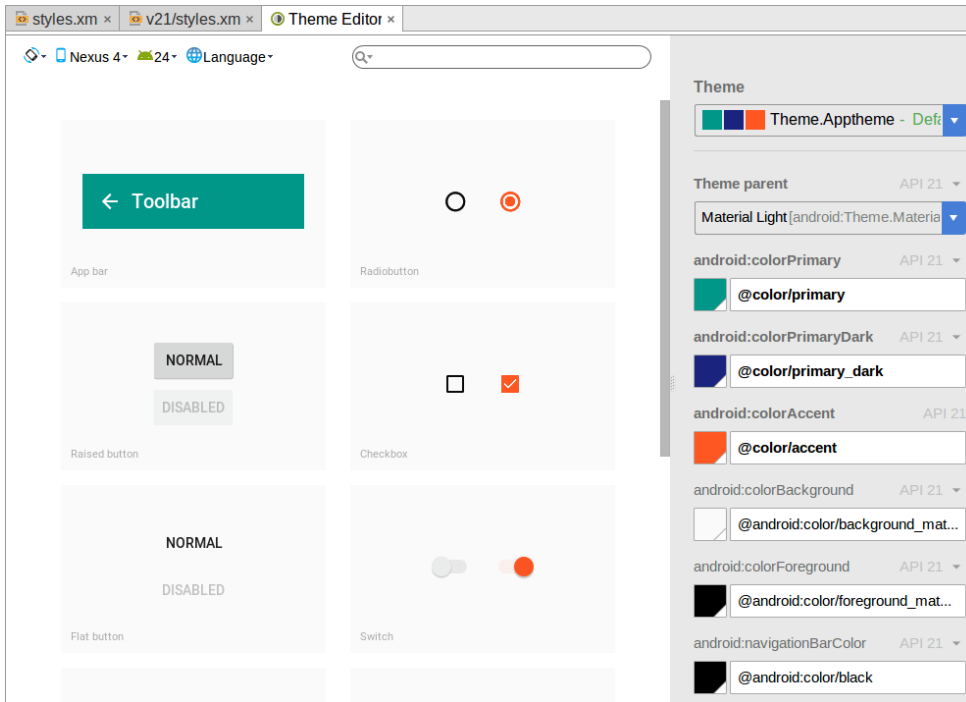 styles.xm × v21/styles.xm × Theme Editor ×
Nexus 4 24 Language
Toolbar
App bar
Radiobutton
NORMAL
DISABLED
Raised button
Checkbox
NORMAL
DISABLED
Flat button
Switch
Theme
Theme.Apptheme - Defa
Theme parent API 21
Material Light [android:Theme.Materia
android:colorPrimary API 21
@color/primary
android:colorPrimaryDark API 21
@color/primary_dark
android:colorAccent API 21
@color/accent
android:colorBackground API 21
@android:color/background_mat...
android:colorForeground API 21
@android:color/foreground_mat...
android:navigationBarColor API 21
@android:color/black